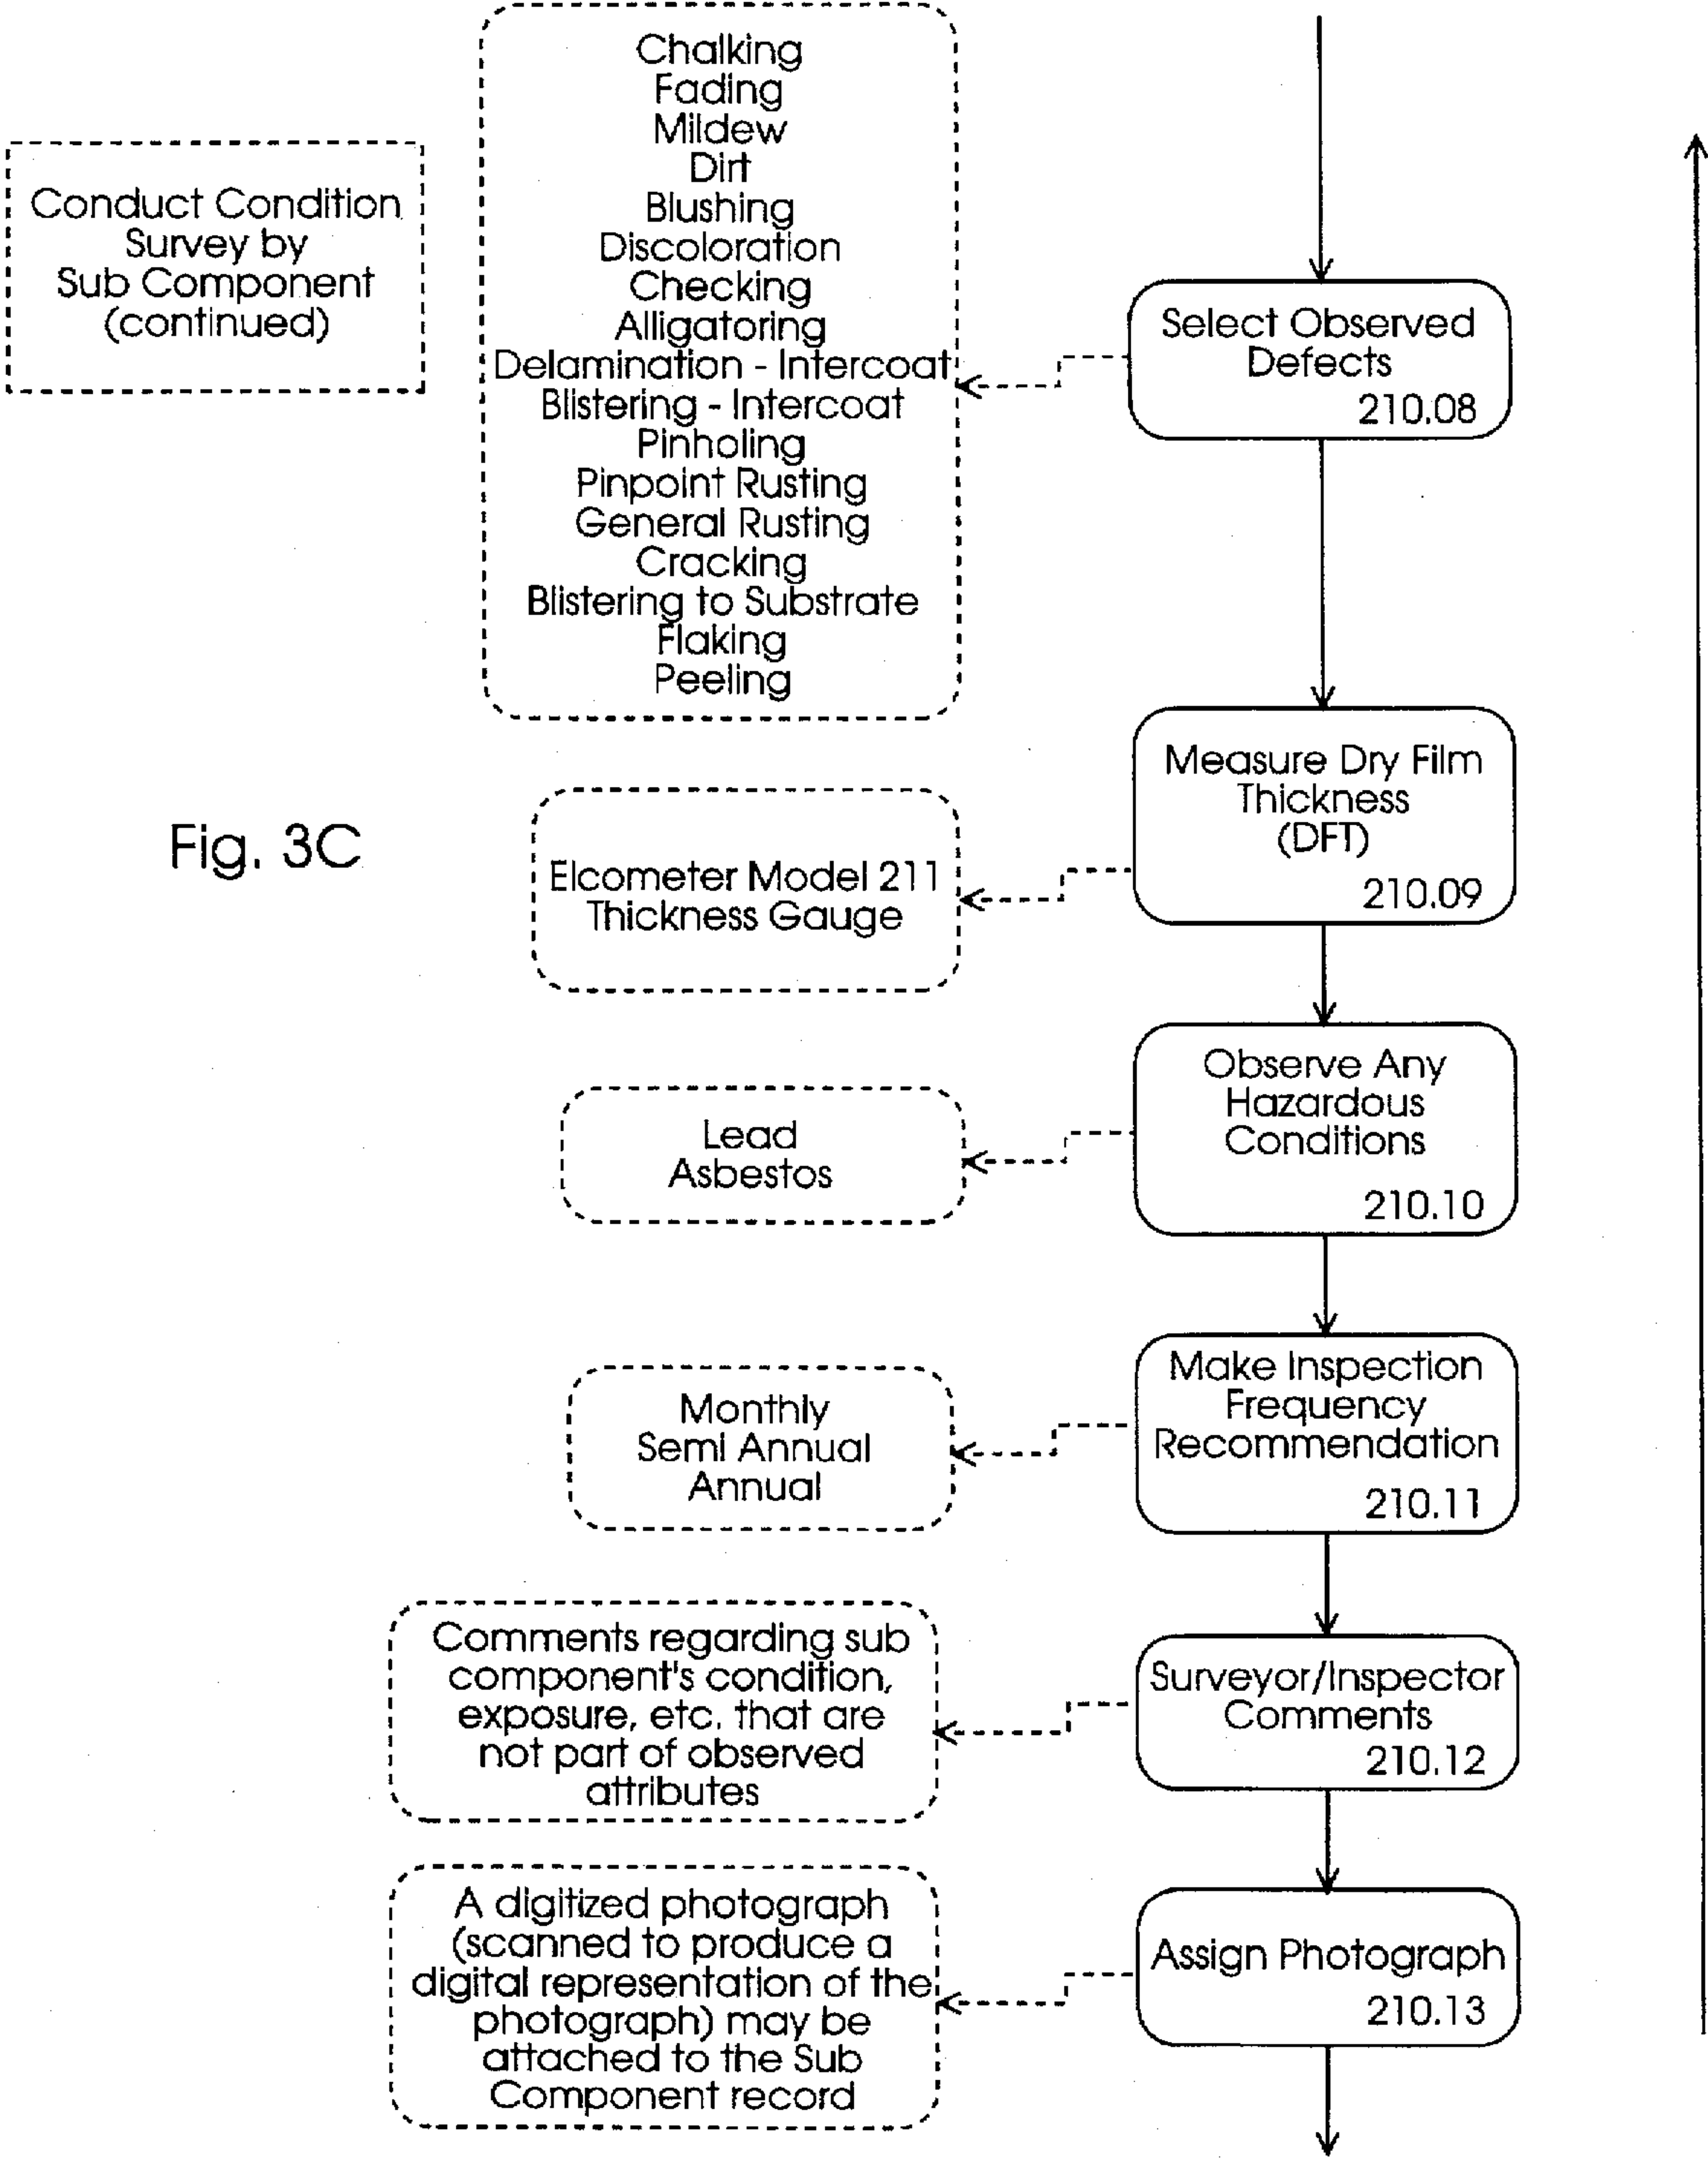 Conduct Condition
Survey by
Sub Component
(continued)
Chalking
Fading
Mildew
Dirt
Blushing
Discoloration
Checking
Alligatoring
Delamination - Intercoat
Blistering - Intercoat
Pinholing
Pinpoint Rusting
General Rusting
Cracking
Blistering to Substrate
Flaking
Peeling
Select Observed
Defects
210.08
Fig. 3C
Elcometer Model 211
Thickness Gauge
Measure Dry Film
Thickness
(DFT)
210.09
Lead
Asbestos
Observe Any
Hazardous
Conditions
210.10
Monthly
Semi Annual
Annual
Make Inspection
Frequency
Recommendation
210.11
Comments regarding sub
component's condition,
exposure, etc. that are
not part of observed
attributes
Surveyor/Inspector
Comments
210.12
A digitized photograph
(scanned to produce a
digital representation of the
photograph) may be
attached to the Sub
Component record
Assign Photograph
210.13